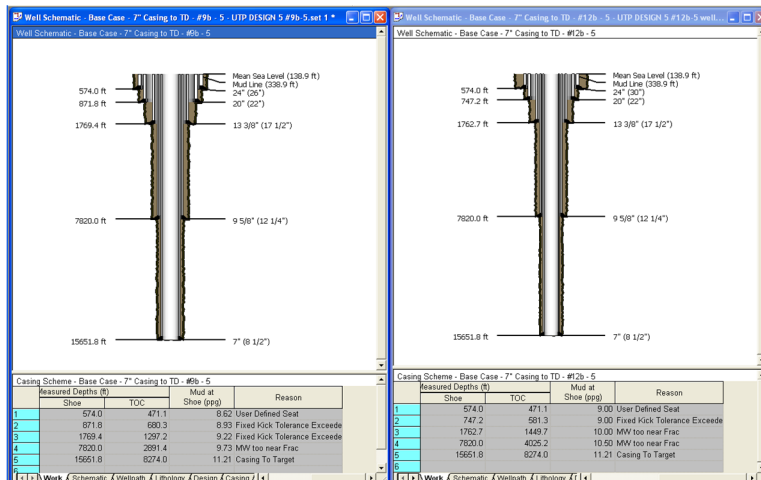 Well Schematic - Base Case - 7" Casing to TD - #9b - 5 - UTP DESIGN 5 #9b-5.set 1 *
Well Schematic - Base Case - 7" Casing to TD - #9b - 5
Mean Sea Level (138.9 ft)
Mud Line (338.9 ft)
574.0 ft 24" (26")
871.8 ft 20" (22")
1769.4 ft 13 3/8" (17 1/2")
7820.0 ft 9 5/8" (12 1/4")
15651.8 ft 7" (8 1/2")
Casing Scheme - Base Case - 7" Casing to TD - #9b - 5
Measured Depths (ft) Mud at Shoe (ppg) Reason
Shoe TOC
1 574.0 471.1 8.62 User Defined Seat
2 871.8 680.3 8.93 Fixed Kick Tolerance Exceede
3 1769.4 1297.2 9.22 Fixed Kick Tolerance Exceede
4 7820.0 2891.4 9.73 MW too near Frac
5 15651.8 8274.0 11.21 Casing To Target
6
Work Schematic Wellpath Lithology Design Casing
Well Schematic - Base Case - 7" Casing to TD - #12b - 5 - UTP DESIGN 5 #12b-5 well...
Well Schematic - Base Case - 7" Casing to TD - #12b - 5
Mean Sea Level (138.9 ft)
Mud Line (338.9 ft)
574.0 ft 24" (30")
747.2 ft 20" (22")
1762.7 ft 13 3/8" (17 1/2")
7820.0 ft 9 5/8" (12 1/4")
15651.8 ft 7" (8 1/2")
Casing Scheme - Base Case - 7" Casing to TD - #12b - 5
Measured Depths (ft) Mud at Shoe (ppg) Reason
Shoe TOC
1 574.0 471.1 9.00 User Defined Seat
2 747.2 581.3 9.00 Fixed Kick Tolerance Exceede
3 1762.7 1449.7 10.00 MW too near Frac
4 7820.0 4025.2 10.50 MW too near Frac
5 15651.8 8274.0 11.21 Casing To Target
6
Work Schematic Wellpath Lithology